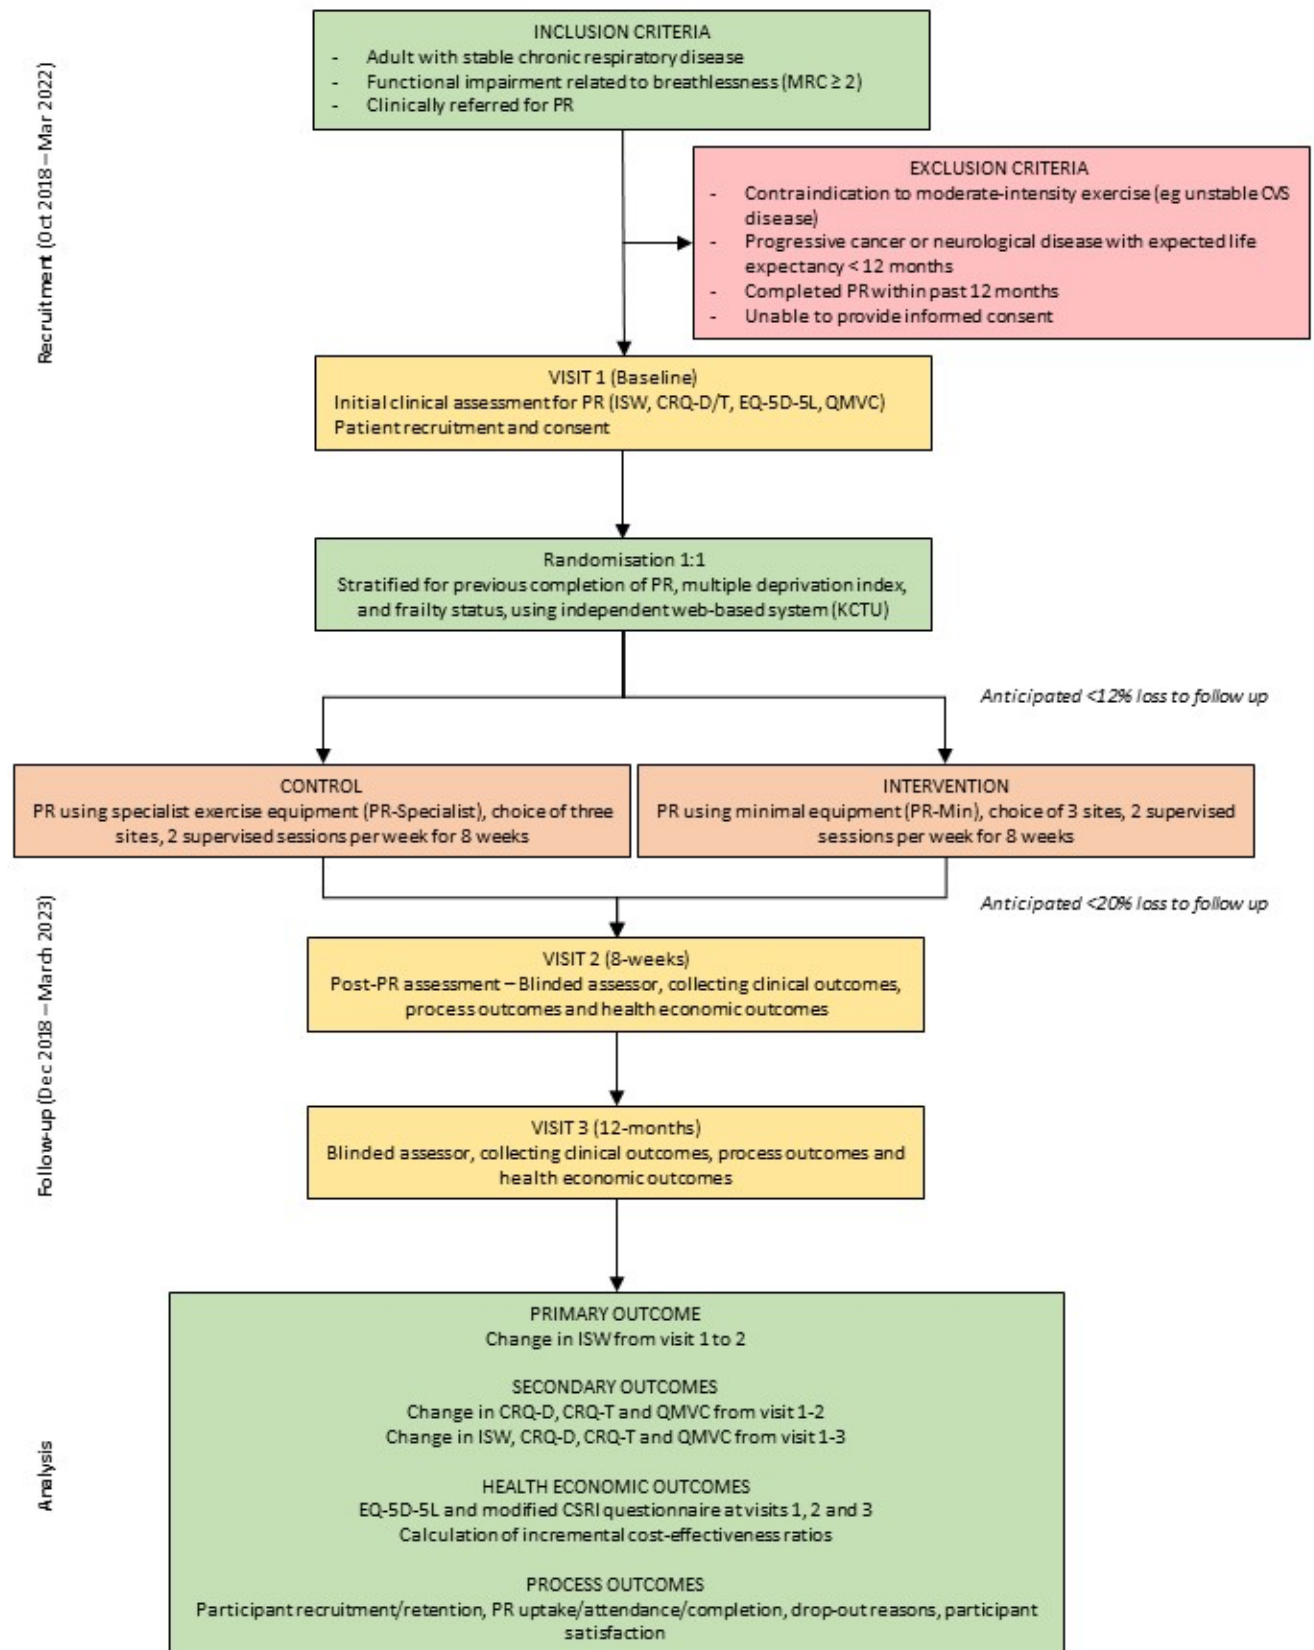 Recruitment (Oct 2018 – Mar 2022)
INCLUSION CRITERIA
- Adult with stable chronic respiratory disease
- Functional impairment related to breathlessness (MRC ≥ 2)
- Clinically referred for PR
EXCLUSION CRITERIA
- Contraindication to moderate-intensity exercise (eg unstable CVS
disease)
- Progressive cancer or neurological disease with expected life
expectancy < 12 months
- Completed PR within past 12 months
- Unable to provide informed consent
VISIT 1 (Baseline)
Initial clinical assessment for PR (ISW, CRQ-D/T, EQ-5D-5L, QMVC)
Patient recruitment and consent
Randomisation 1:1
Stratified for previous completion of PR, multiple deprivation index,
and frailty status, using independent web-based system (KCTU)
Anticipated <12% loss to follow up
CONTROL
PR using specialist exercise equipment (PR-Specialist), choice of three
sites, 2 supervised sessions per week for 8 weeks
INTERVENTION
PR using minimal equipment (PR-Min), choice of 3 sites, 2 supervised
sessions per week for 8 weeks
Anticipated <20% loss to follow up
Follow-up (Dec 2018 – March 2023)
VISIT 2 (8-weeks)
Post-PR assessment – Blinded assessor, collecting clinical outcomes,
process outcomes and health economic outcomes
VISIT 3 (12-months)
Blinded assessor, collecting clinical outcomes, process outcomes and
health economic outcomes
Analysis
PRIMARY OUTCOME
Change in ISW from visit 1 to 2
SECONDARY OUTCOMES
Change in CRQ-D, CRQ-T and QMVC from visit 1-2
Change in ISW, CRQ-D, CRQ-T and QMVC from visit 1-3
HEALTH ECONOMIC OUTCOMES
EQ-5D-5L and modified CSRI questionnaire at visits 1, 2 and 3
Calculation of incremental cost-effectiveness ratios
PROCESS OUTCOMES
Participant recruitment/retention, PR uptake/attendance/completion, drop-out reasons, participant
satisfaction